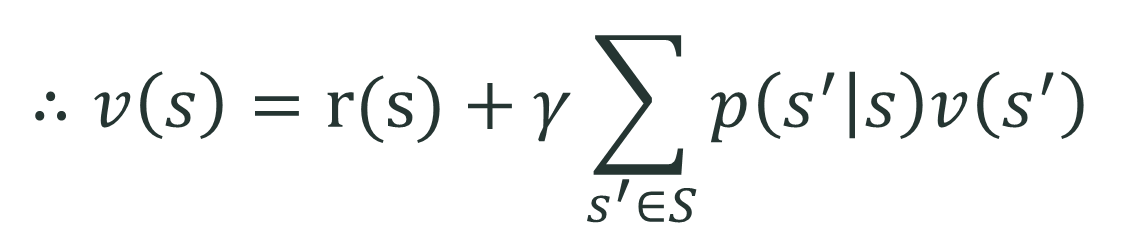 ∴ v(s) = r(s) + γ ∑ p(s′|s)v(s′)
s′∈S